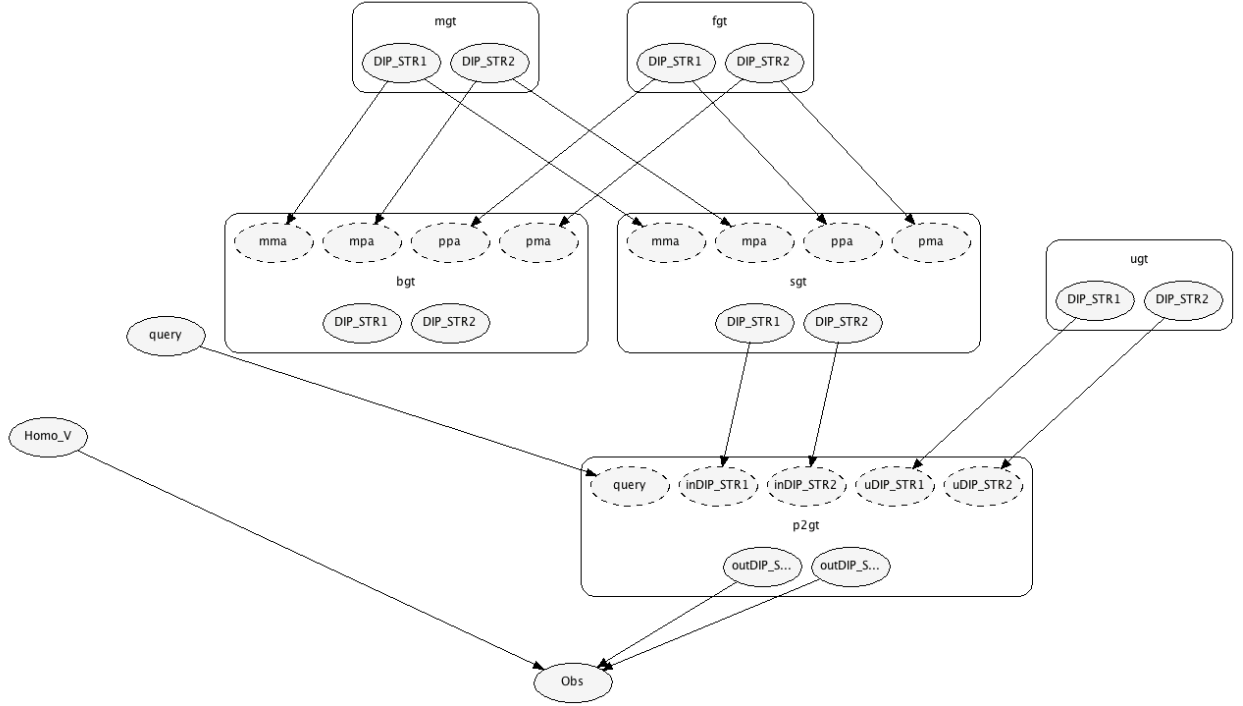 mgt
fgt
DIP_STR1 DIP_STR2
DIP_STR1 DIP_STR2
mma mpa ppa pma
bgt
DIP_STR1 DIP_STR2
mma mpa ppa pma
sgt
DIP_STR1 DIP_STR2
ugt
DIP_STR1 DIP_STR2
query
Homo_V
query inDIP_STR1 inDIP_STR2 uDIP_STR1 uDIP_STR2
p2gt
outDIP_S... outDIP_S...
Obs